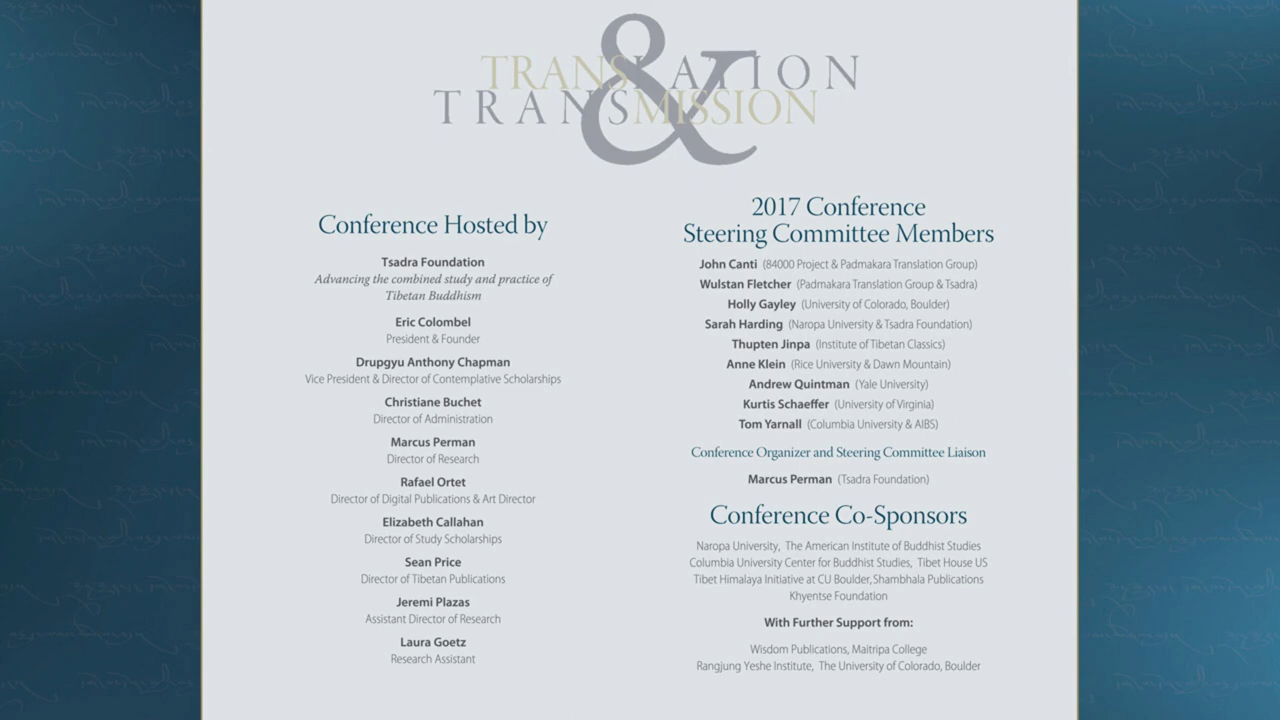 TRANSLATION
&
TRANSMISSION
Conference Hosted by
Tsadra Foundation
Advancing the combined study and practice of
Tibetan Buddhism
Eric Colombel
President & Founder
Drupgyu Anthony Chapman
Vice President & Director of Contemplative Scholarships
Christiane Buchet
Director of Administration
Marcus Perman
Director of Research
Rafael Ortet
Director of Digital Publications & Art Director
Elizabeth Callahan
Director of Study Scholarships
Sean Price
Director of Tibetan Publications
Jeremi Plazas
Assistant Director of Research
Laura Goetz
Research Assistant
2017 Conference
Steering Committee Members
John Canti (84000 Project & Padmakara Translation Group)
Wulstan Fletcher (Padmakara Translation Group & Tsadra)
Holly Gayley (University of Colorado, Boulder)
Sarah Harding (Naropa University & Tsadra Foundation)
Thupten Jinpa (Institute of Tibetan Classics)
Anne Klein (Rice University & Dawn Mountain)
Andrew Quintman (Yale University)
Kurtis Schaeffer (University of Virginia)
Tom Yarnall (Columbia University & AIBS)
Conference Organizer and Steering Committee Liaison
Marcus Perman (Tsadra Foundation)
Conference Co-Sponsors
Naropa University, The American Institute of Buddhist Studies
Columbia University Center for Buddhist Studies, Tibet House US
Tibet Himalaya Initiative at CU Boulder, Shambhala Publications
Khyentse Foundation
With Further Support from:
Wisdom Publications, Maitripa College
Rangjung Yeshe Institute, The University of Colorado, Boulder